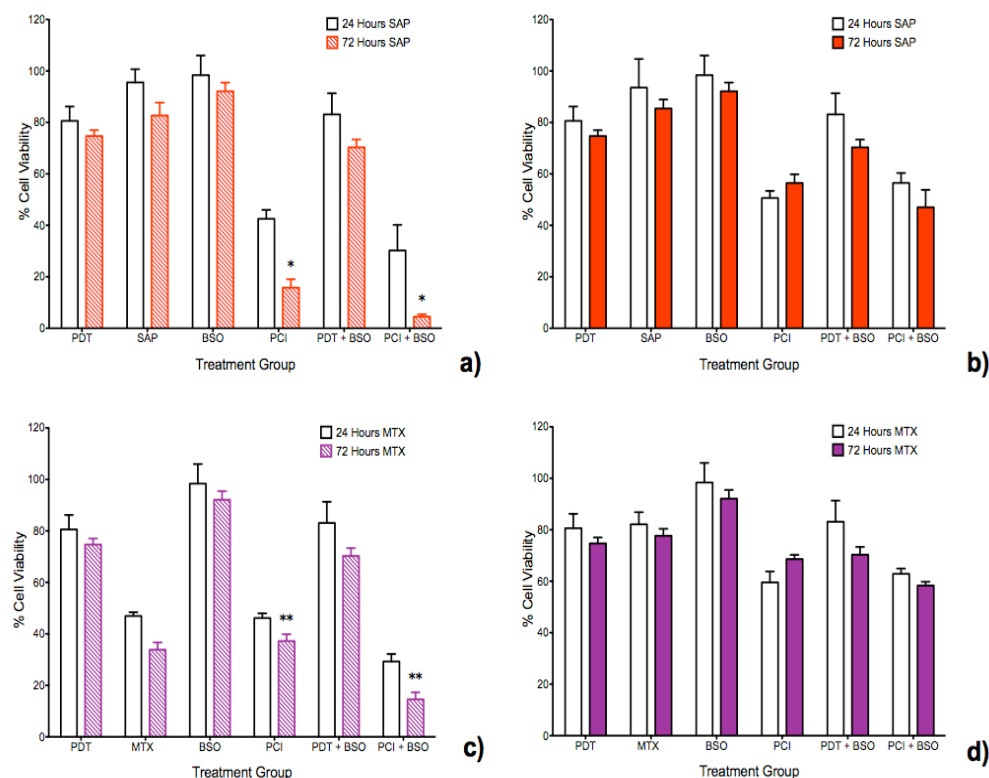 120
100
80
60
40
20
0
% Cell Viability
24 Hours SAP
72 Hours SAP
*
*
PDT SAP BSO PCI PDT + BSO PCI + BSO
Treatment Group
a)
120
100
80
60
40
20
0
% Cell Viability
24 Hours SAP
72 Hours SAP
PDT SAP BSO PCI PDT + BSO PCI + BSO
Treatment Group
b)
120
100
80
60
40
20
0
% Cell Viability
24 Hours MTX
72 Hours MTX
**
**
PDT MTX BSO PCI PDT + BSO PCI + BSO
Treatment Group
c)
120
100
80
60
40
20
0
% Cell Viability
24 Hours MTX
72 Hours MTX
PDT MTX BSO PCI PDT + BSO PCI + BSO
Treatment Group
d)